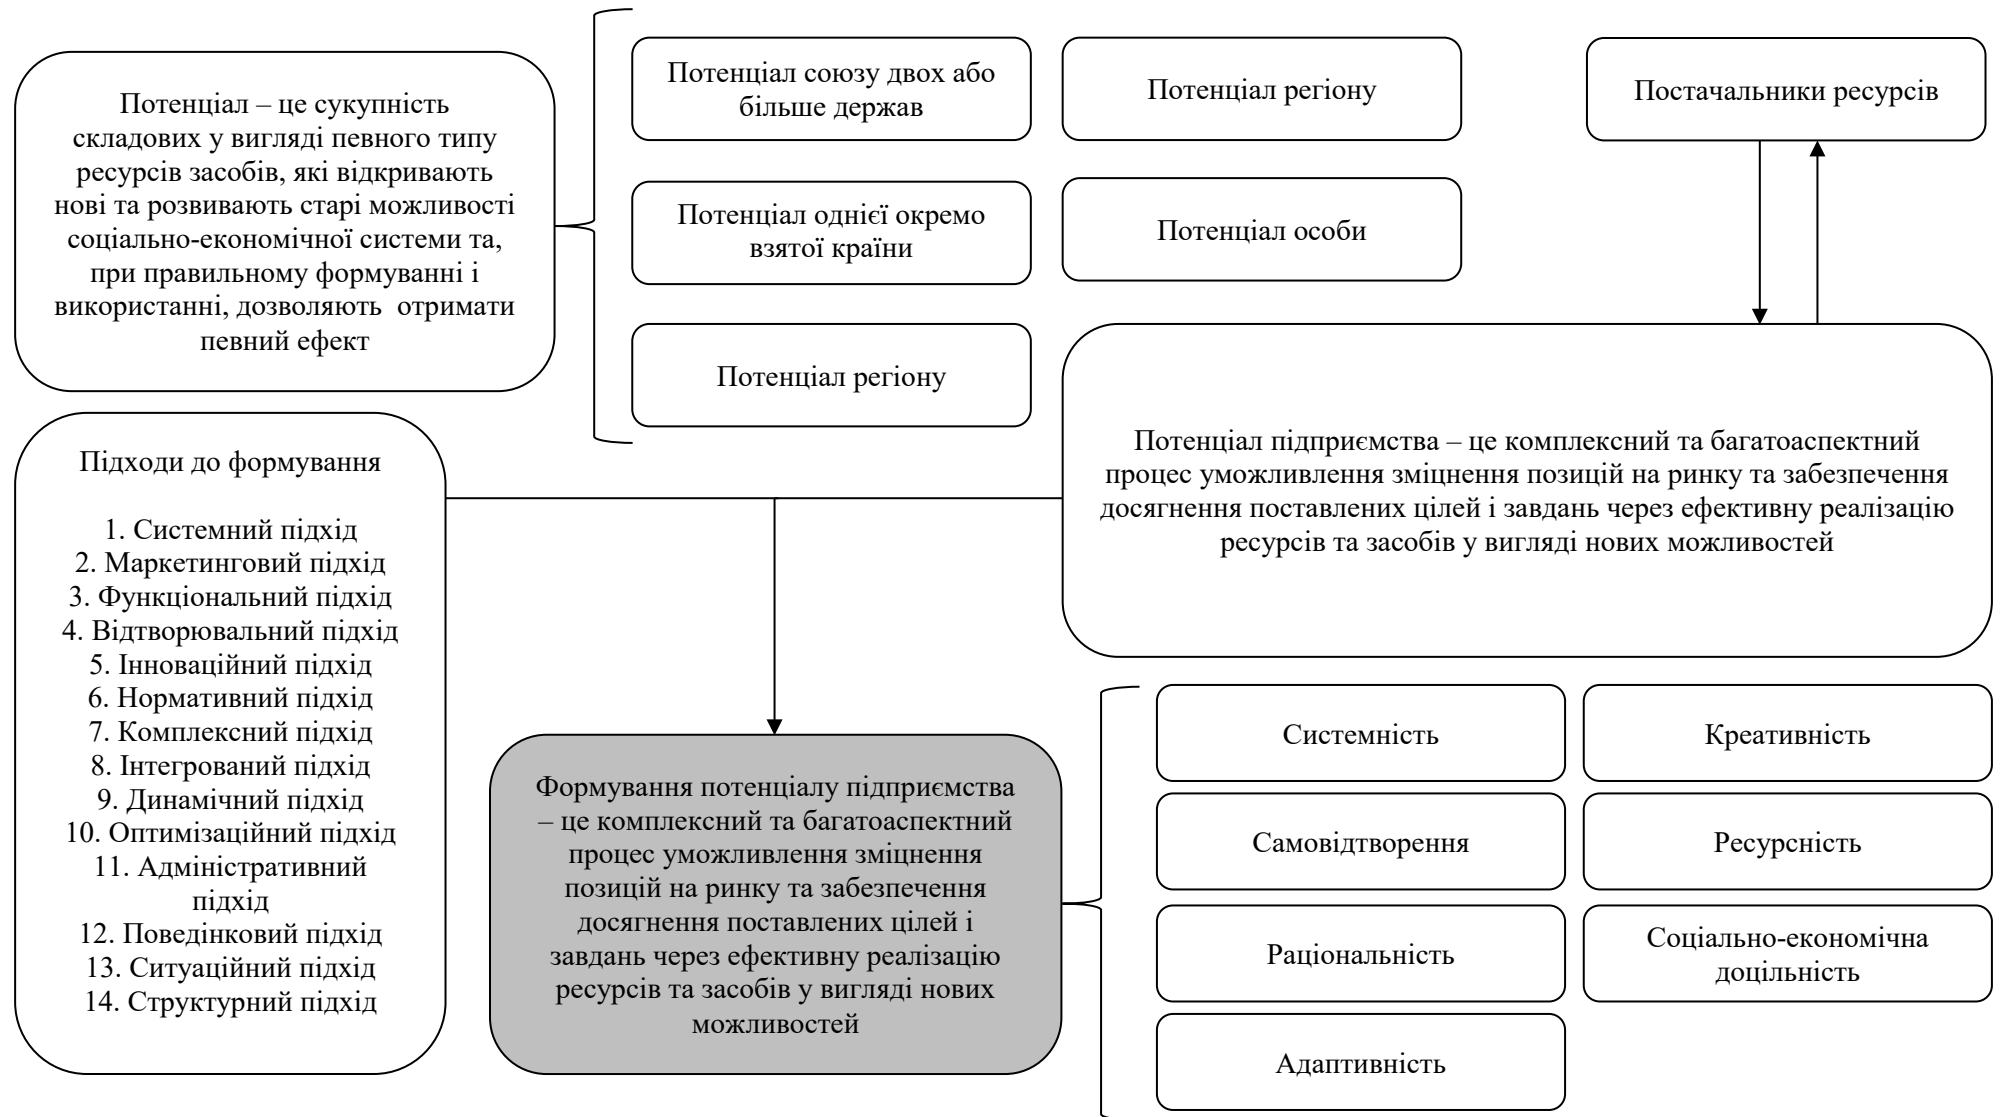 Потенціал – це сукупність
складових у вигляді певного типу
ресурсів засобів, які відкривають
нові та розвивають старі можливості
соціально-економічної системи та,
при правильному формуванні і
використанні, дозволяють  отримати
певний ефект
Потенціал союзу двох або
більше держав
Потенціал регіону
Постачальники ресурсів
Потенціал однієї окремо
взятої країни
Потенціал особи
Потенціал регіону
Потенціал підприємства – це комплексний та багатоаспектний
процес уможливлення зміцнення позицій на ринку та забезпечення
досягнення поставлених цілей і завдань через ефективну реалізацію
ресурсів та засобів у вигляді нових можливостей
Підходи до формування
1. Системний підхід
2. Маркетинговий підхід
3. Функціональний підхід
4. Відтворювальний підхід
5. Інноваційний підхід
6. Нормативний підхід
7. Комплексний підхід
8. Інтегрований підхід
9. Динамічний підхід
10. Оптимізаційний підхід
11. Адміністративний
підхід
12. Поведінковий підхід
13. Ситуаційний підхід
14. Структурний підхід
Формування потенціалу підприємства
– це комплексний та багатоаспектний
процес уможливлення зміцнення
позицій на ринку та забезпечення
досягнення поставлених цілей і
завдань через ефективну реалізацію
ресурсів та засобів у вигляді нових
можливостей
Системність
Креативність
Самовідтворення
Ресурсність
Раціональність
Соціально-економічна
доцільність
Адаптивність